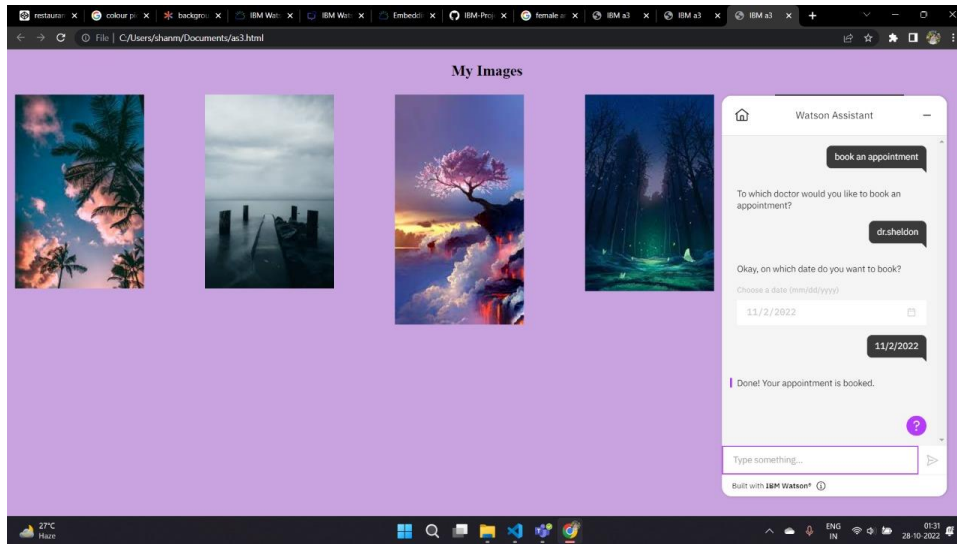 restauran
colour pi
backgrou
IBM Wats
IBM Wats
Embeddi
IBM-Proj
female a
IBM a3
IBM a3
IBM a3
File | C:/Users/shanm/Documents/as3.html
My Images
Watson Assistant
book an appointment
To which doctor would you like to book an
appointment?
dr.sheldon
Okay, on which date do you want to book?
Choose a date (mm/dd/yyyy)
11/2/2022
11/2/2022
Done! Your appointment is booked.
?
Type something...
Built with IBM Watson®
27°C
Haze
ENG
IN
01:31
28-10-2022